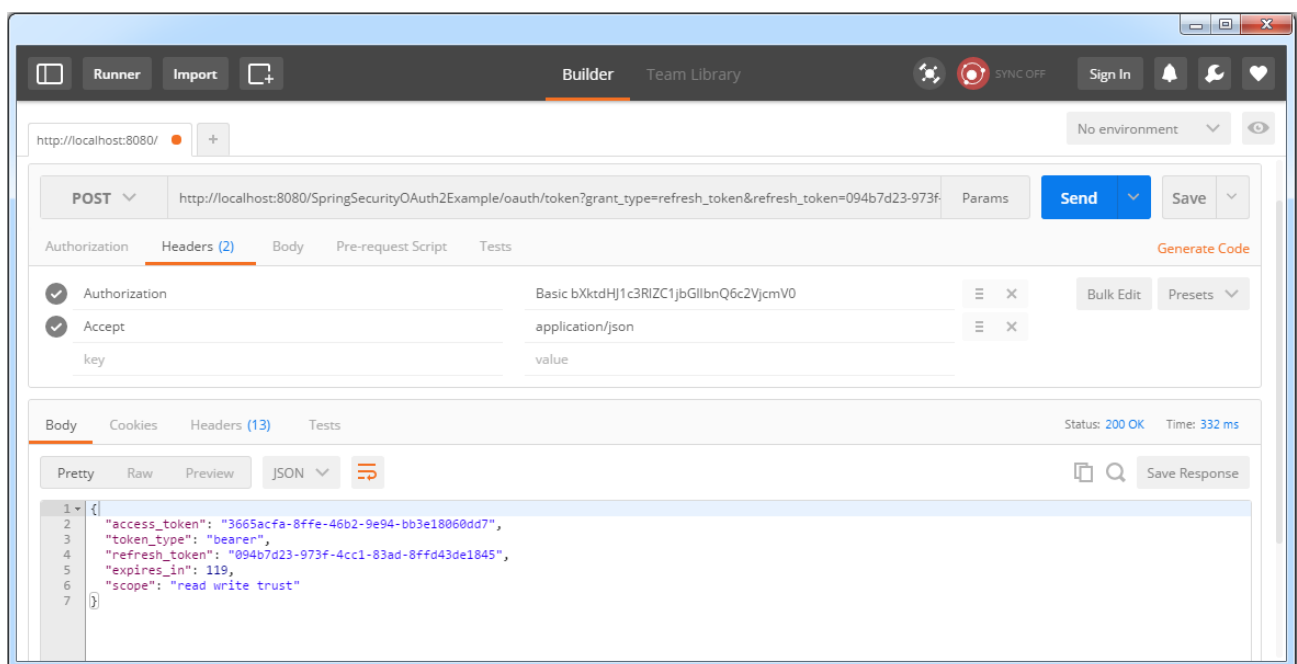 Runner Import Builder Team Library SYNC OFF Sign In
http://localhost:8080/ + No environment
POST http://localhost:8080/SpringSecurityOAuth2Example/oauth/token?grant_type=refresh_token&refresh_token=094b7d23-973f- Params Send Save
Authorization Headers (2) Body Pre-request Script Tests Generate Code
Authorization Basic bXktdHJ1c3RlZC1jbGllbnQ6c2VjcmV0 Bulk Edit Presets
Accept application/json
key value
Body Cookies Headers (13) Tests Status: 200 OK Time: 332 ms
Pretty Raw Preview JSON Save Response
1 {
2 "access_token": "3665acfa-8ffe-46b2-9e94-bb3e18060dd7",
3 "token_type": "bearer",
4 "refresh_token": "094b7d23-973f-4cc1-83ad-8ffd43de1845",
5 "expires_in": 119,
6 "scope": "read write trust"
7 }